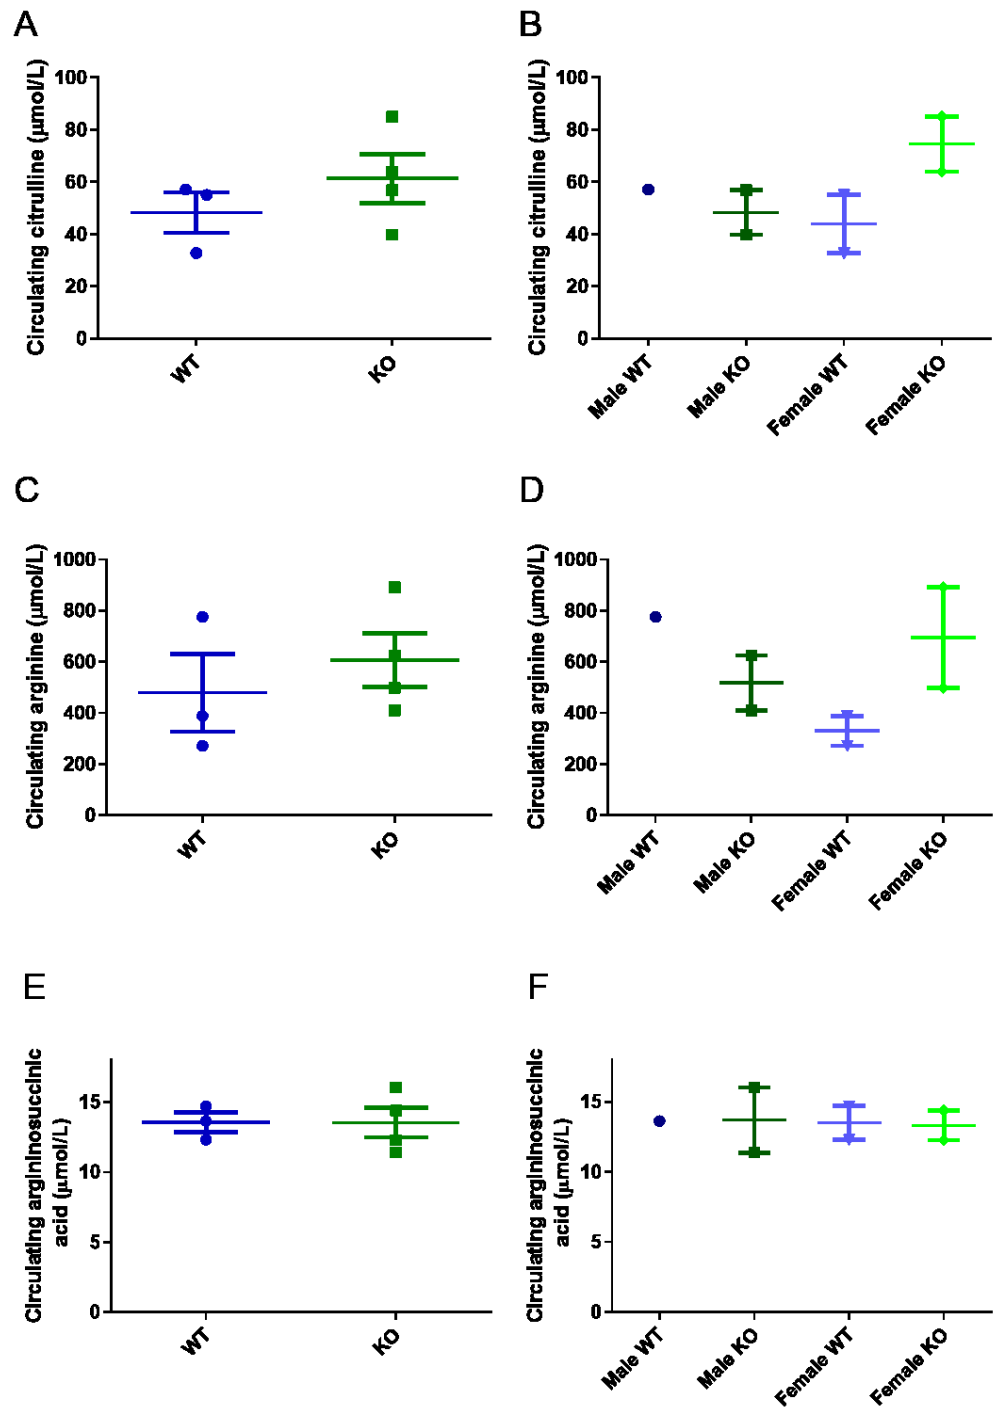 A
Circulating citrulline (µmol/L)
100
80
60
40
20
0
WT
KO
B
Circulating citrulline (µmol/L)
100
80
60
40
20
0
Male WT
Male KO
Female WT
Female KO
C
Circulating arginine (µmol/L)
1000
800
600
400
200
0
WT
KO
D
Circulating arginine (µmol/L)
1000
800
600
400
200
0
Male WT
Male KO
Female WT
Female KO
E
Circulating argininosuccinic
acid (µmol/L)
15
10
5
0
WT
KO
F
Circulating argininosuccinic
acid (µmol/L)
15
10
5
0
Male WT
Male KO
Female WT
Female KO